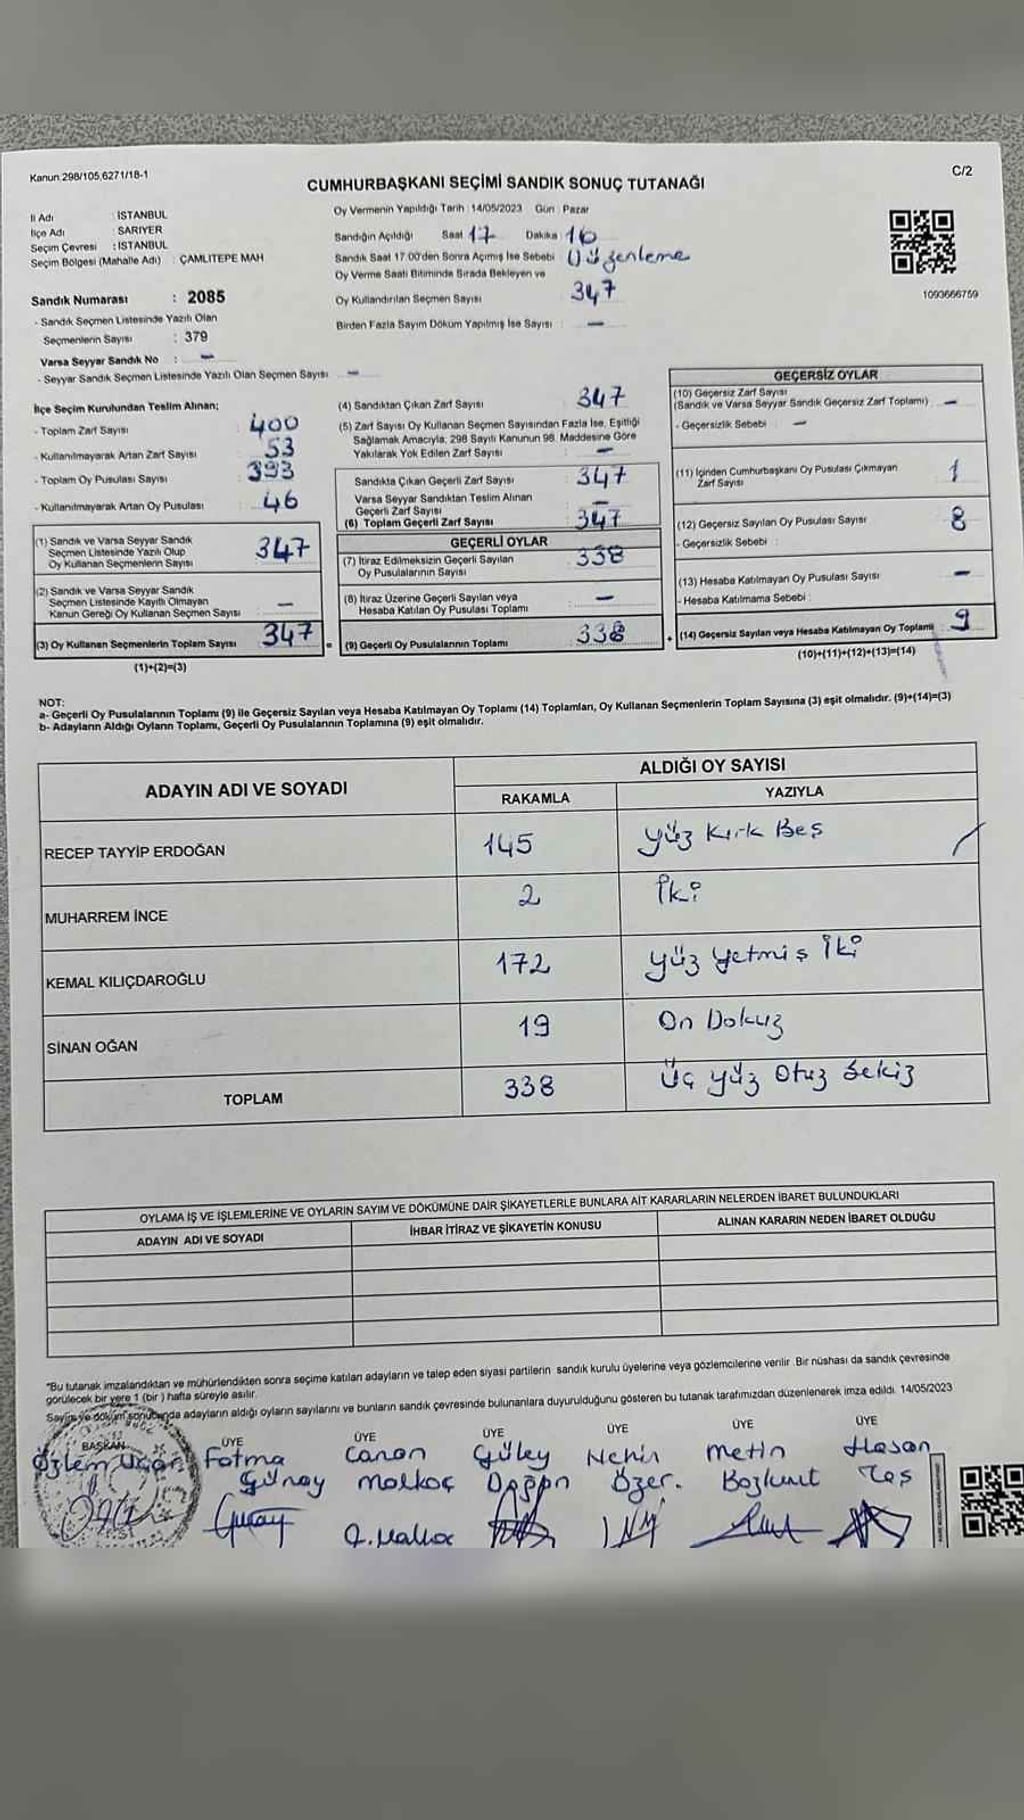 Kanun 298/105,6271/18-1
C/2
CUMHURBAŞKANI SEÇİMİ SANDIK SONUÇ TUTANAĞI
İl Adı : İSTANBUL
İlçe Adı : SARIYER
Seçim Çevresi : İSTANBUL
Seçim Bölgesi (Mahalle Adı) : ÇAMLITEPE MAH
Sandık Numarası : 2085
- Sandık Seçmen Listesinde Yazılı Olan
Seçmenlerin Sayısı : 379
Varsa Seyyar Sandık No : -
- Seyyar Sandık Seçmen Listesinde Yazılı Olan Seçmen Sayısı -
Oy Vermenin Yapıldığı Tarih : 14/05/2023 Gün : Pazar
Sandığın Açıldığı Saat 17 Dakika 16
Sandık Saat 17:00'den Sonra Açımış İse Sebebi Düzenleme
Oy Verme Saati Bitiminde Sırada Bekleyen ve
Oy Kullandırılan Seçmen Sayısı 347
Birden Fazla Sayım Döküm Yapılmış İse Sayısı : -
1093666759
İlçe Seçim Kurulundan Teslim Alınan;
- Toplam Zarf Sayısı 400
- Kullanılmayarak Artan Zarf Sayısı 53
- Toplam Oy Pusulası Sayısı 393
- Kullanılmayarak Artan Oy Pusulası 46
(1) Sandık ve Varsa Seyyar Sandık
Seçmen Listesinde Yazılı Olup
Oy Kullanan Seçmenlerin Sayısı 347
(2) Sandık ve Varsa Seyyar Sandık
Seçmen Listesinde Kayıtlı Olmayan
Kanun Gereği Oy Kullanan Seçmen Sayısı -
(3) Oy Kullanan Seçmenlerin Toplam Sayısı 347
(1)+(2)=(3)
(4) Sandıktan Çıkan Zarf Sayısı 347
(5) Zarf Sayısı Oy Kullanan Seçmen Sayısından Fazla İse, Eşitliği
Sağlamak Amacıyla; 298 Sayılı Kanunun 98. Maddesine Göre
Yakılarak Yok Edilen Zarf Sayısı -
Sandıkta Çıkan Geçerli Zarf Sayısı 347
Varsa Seyyar Sandıktan Teslim Alınan
Geçerli Zarf Sayısı -
(6) Toplam Geçerli Zarf Sayısı 347
GEÇERLİ OYLAR
(7) İtiraz Edilmeksizin Geçerli Sayılan
Oy Pusulalarının Sayısı 338
(8) İtiraz Üzerine Geçerli Sayılan veya
Hesaba Katılan Oy Pusulası Toplamı : -
= (9) Geçerli Oy Pusulalarının Toplamı 338
GEÇERSİZ OYLAR
(10) Geçersiz Zarf Sayısı
(Sandık ve Varsa Seyyar Sandık Geçersiz Zarf Toplamı) -
- Geçersizlik Sebebi : -
(11) İçinden Cumhurbaşkanı Oy Pusulası Çıkmayan
Zarf Sayısı 1
(12) Geçersiz Sayılan Oy Pusulası Sayısı 8
- Geçersizlik Sebebi :
(13) Hesaba Katılmayan Oy Pusulası Sayısı -
- Hesaba Katılmama Sebebi :
+ (14) Geçersiz Sayılan veya Hesaba Katılmayan Oy Toplamı 9
(10)+(11)+(12)+(13)=(14)
NOT:
a- Geçerli Oy Pusulalarının Toplamı (9) ile Geçersiz Sayılan veya Hesaba Katılmayan Oy Toplamı (14) Toplamları, Oy Kullanan Seçmenlerin Toplam Sayısına (3) eşit olmalıdır. (9)+(14)=(3)
b- Adayların Aldığı Oyların Toplamı, Geçerli Oy Pusulalarının Toplamına (9) eşit olmalıdır.
ADAYIN ADI VE SOYADI
ALDIĞI OY SAYISI
RAKAMLA YAZIYLA
RECEP TAYYİP ERDOĞAN 145 Yüz Kırk Beş
MUHARREM İNCE 2 İki
KEMAL KILIÇDAROĞLU 172 Yüz Yetmiş İki
SİNAN OĞAN 19 On Dokuz
TOPLAM 338 Üç yüz Otuz Sekiz
OYLAMA İŞ VE İŞLEMLERİNE VE OYLARIN SAYIM VE DÖKÜMÜNE DAİR ŞİKAYETLERLE BUNLARA AİT KARARLARIN NELERDEN İBARET BULUNDUKLARI
ADAYIN ADI VE SOYADI İHBAR İTİRAZ VE ŞİKAYETİN KONUSU ALINAN KARARIN NEDEN İBARET OLDUĞU
"Bu tutanak imzalandıktan ve mühürlendikten sonra seçime katılan adayların ve talep eden siyasi partilerin sandık kurulu üyelerine veya gözlemcilerine verilir. Bir nüshası da sandık çevresinde
görülecek bir yere 1 (bir ) hafta süreyle asılır.
Sayım ve döküm sonucunda adayların aldığı oyların sayılarını ve bunların sandık çevresinde bulunanlara duyurulduğunu gösteren bu tutanak tarafımızdan düzenlenerek imza edildi. 14/05/2023
BAŞKAN ÜYE ÜYE ÜYE ÜYE ÜYE ÜYE
Özlem Uçar Fatma Canan Gülay Nehir Metin Hasan
Günay Malkoç Doğan Özer. Bozkurt Taş
Günay